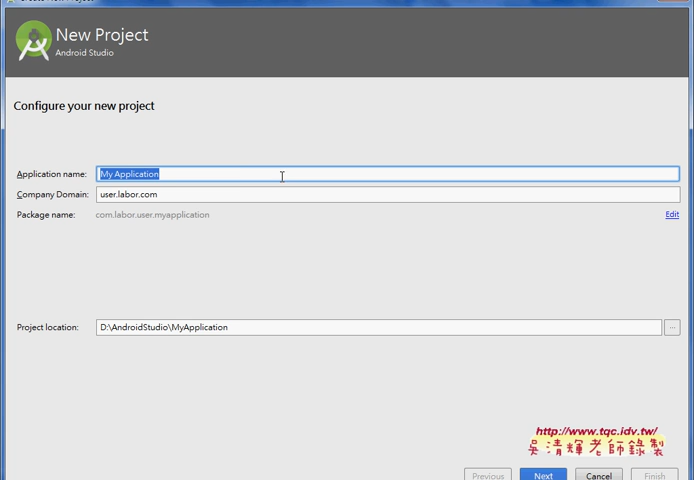 New Project
Android Studio
Configure your new project
Application name: My Application
Company Domain: user.labor.com
Package name: com.labor.user.myapplication Edit
Project location: D:\AndroidStudio\MyApplication ...
http://www.tqc.idv.tw/
吳清輝老師錄製
Previous Next Cancel Finish